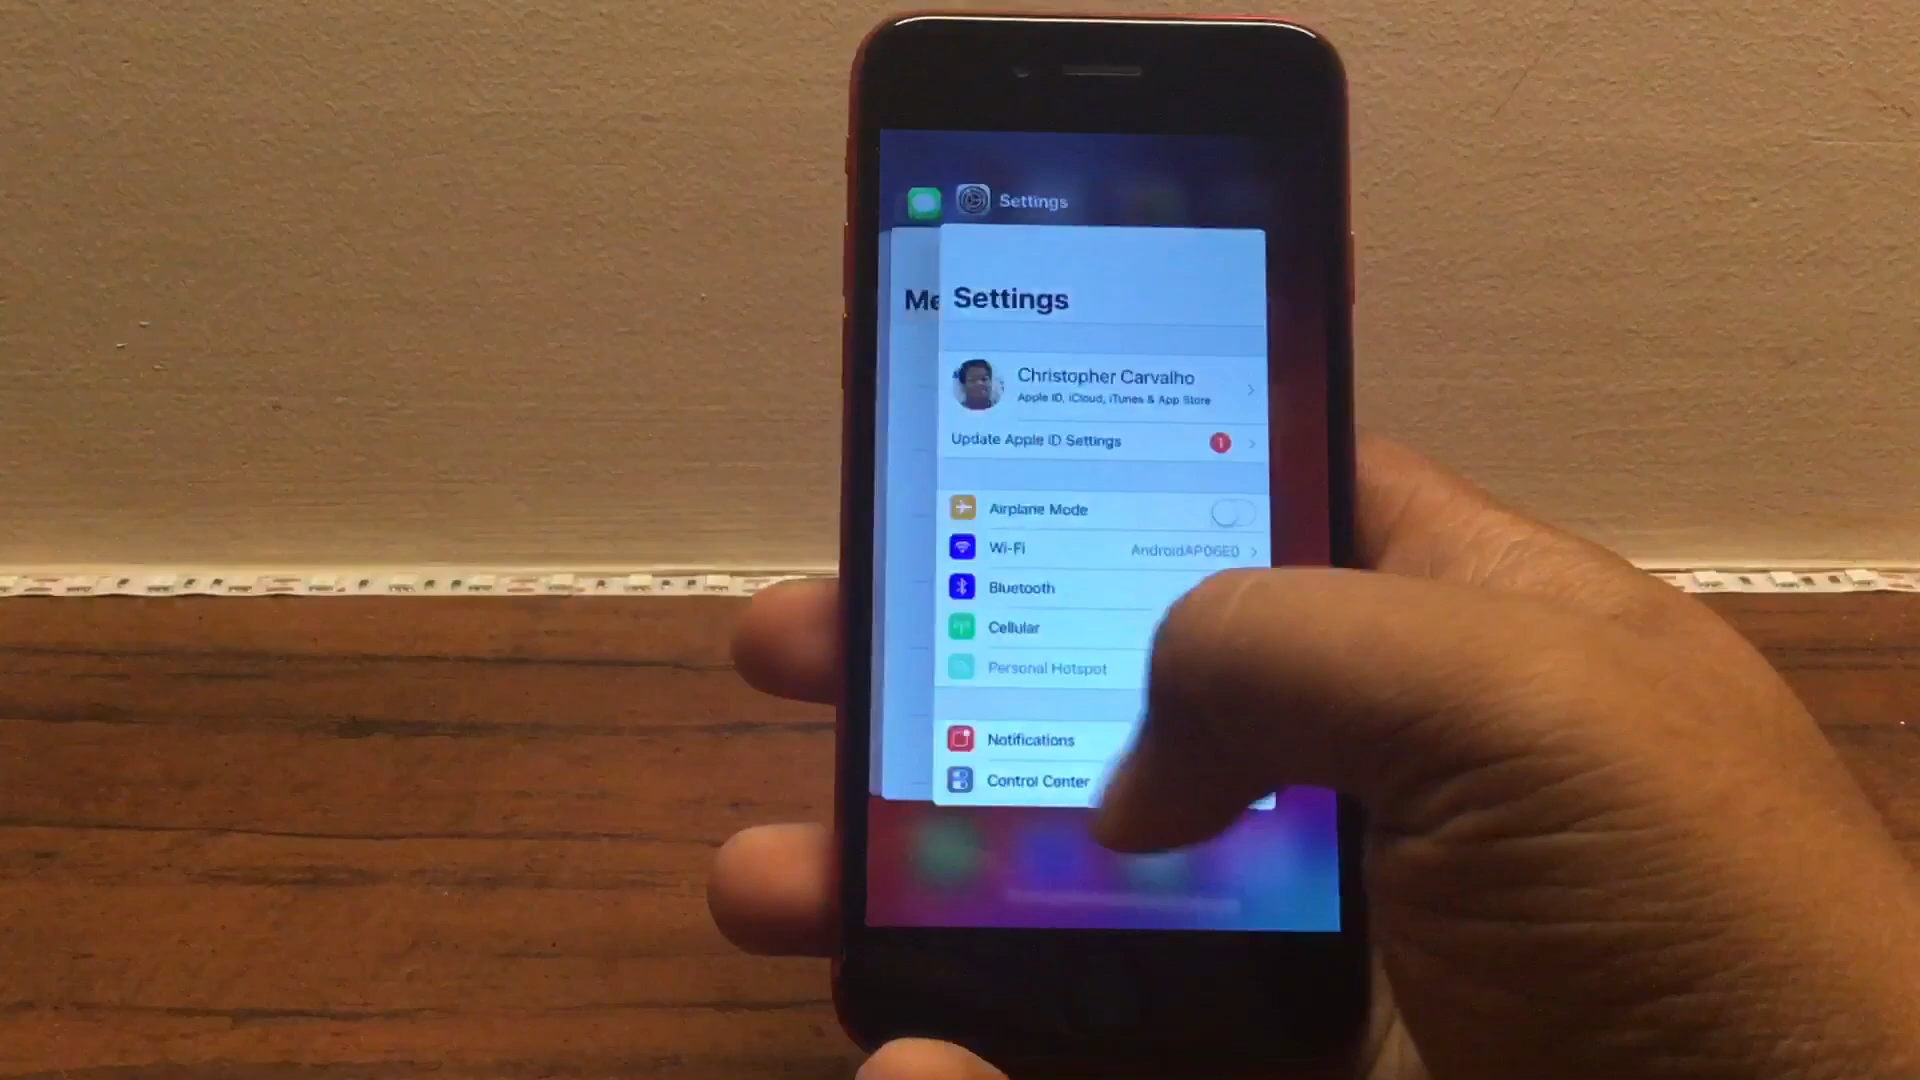 Settings
Me
Settings
Christopher Carvalho
Apple ID, iCloud, iTunes & App Store
Update Apple ID Settings 1
Airplane Mode
Wi-Fi AndroidAP06E0
Bluetooth
Cellular
Personal Hotspot
Notifications
Control Center